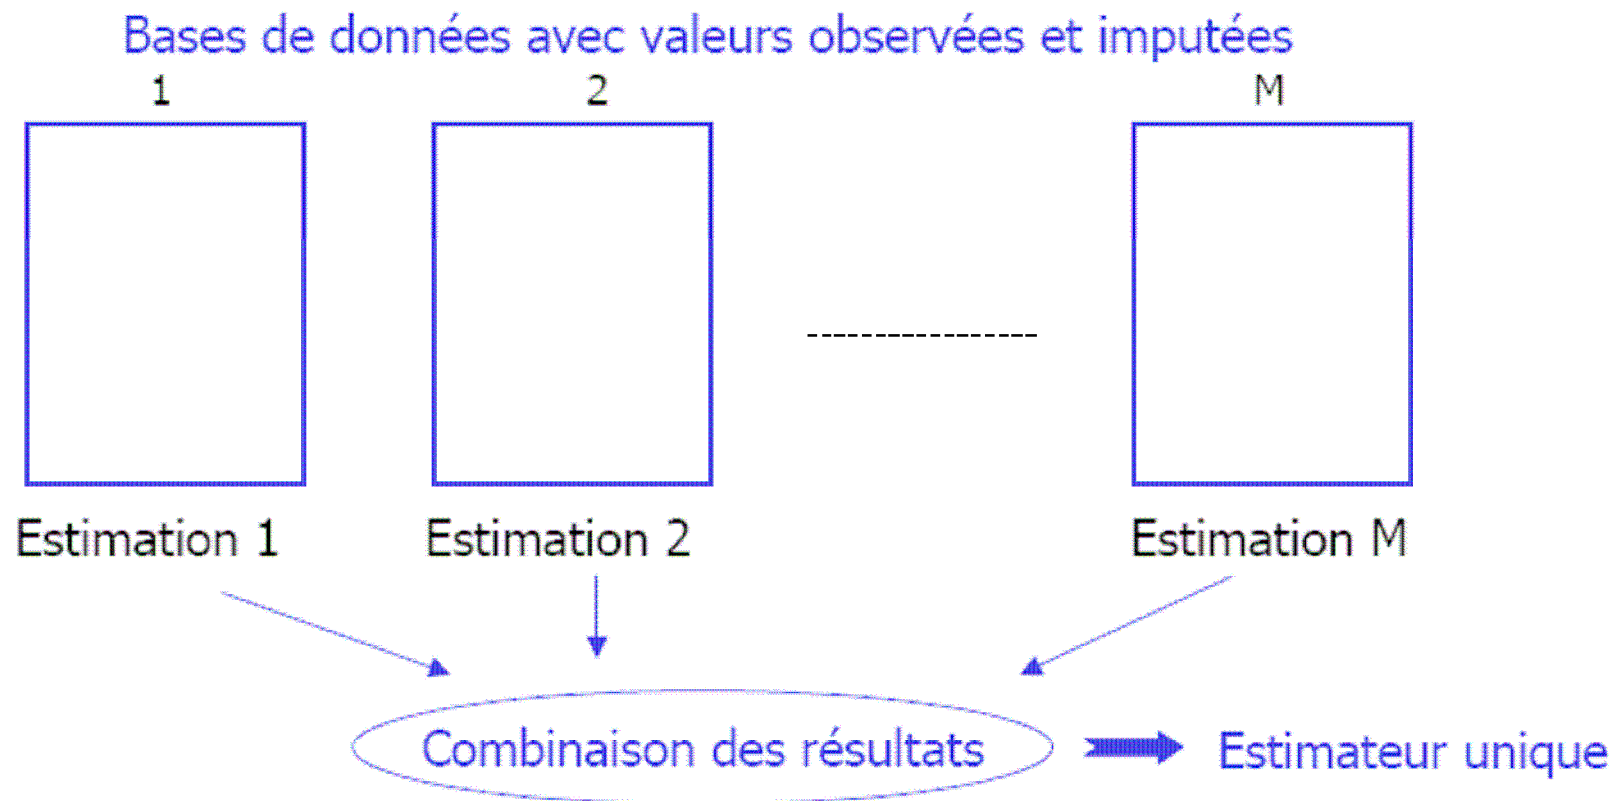 Bases de données avec valeurs observées et imputées
1 2 M
Estimation 1 Estimation 2 Estimation M
Combinaison des résultats Estimateur unique